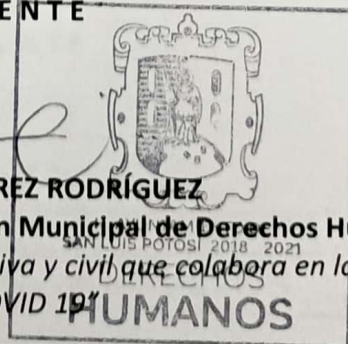 ENTE
REZ RODRÍGUEZ
n Municipal de Derechos Hu
SAN LUIS POTOSÍ 2018 2021
iva y civil que colabora en la
DERECHOS
VID 19”
HUMANOS